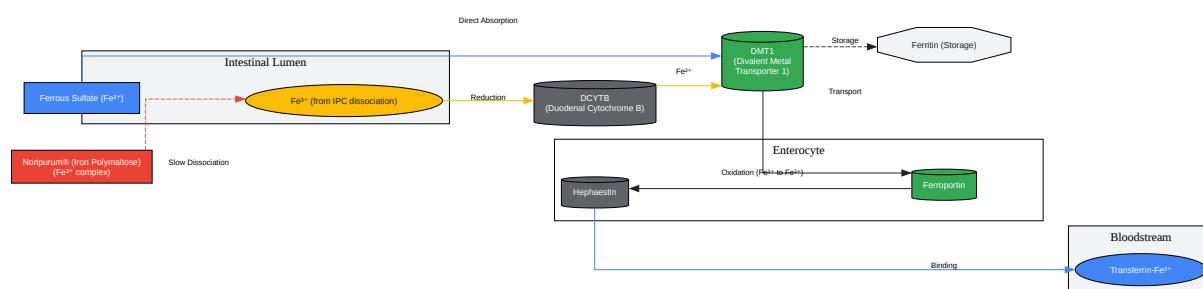 Direct Absorption
Intestinal Lumen
Ferrous Sulfate (Fe²⁺)
Fe³⁺ (from IPC dissociation)
Noripurum® (Iron Polymaltose)
(Fe³⁺ complex)
Slow Dissociation
Reduction
DCYTB
(Duodenal Cytochrome B)
Fe²⁺
DMT1
(Divalent Metal
Transporter 1)
Storage
Ferritin (Storage)
Transport
Enterocyte
Oxidation (Fe²⁺ to Fe³⁺)
Hephaestin
Ferroportin
Binding
Bloodstream
Transferrin-Fe³⁺